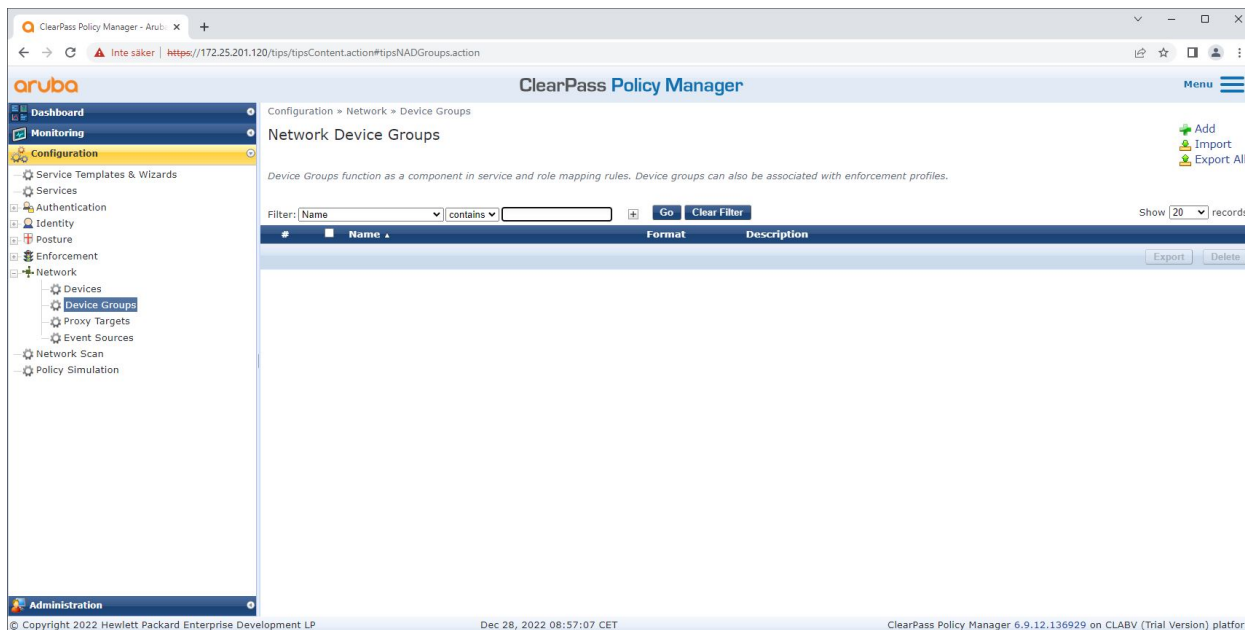 ClearPass Policy Manager - Arub
Inte säker | https://172.25.201.120/tips/tipsContent.action#tipsNADGroups.action
aruba
ClearPass Policy Manager
Menu
Dashboard
Monitoring
Configuration
Service Templates & Wizards
Services
Authentication
Identity
Posture
Enforcement
Network
Devices
Device Groups
Proxy Targets
Event Sources
Network Scan
Policy Simulation
Administration
Configuration » Network » Device Groups
Network Device Groups
Add
Import
Export All
Device Groups function as a component in service and role mapping rules. Device groups can also be associated with enforcement profiles.
Filter: Name contains + Go Clear Filter Show 20 records
# Name Format Description
Export Delete
© Copyright 2022 Hewlett Packard Enterprise Development LP Dec 28, 2022 08:57:07 CET ClearPass Policy Manager 6.9.12.136929 on CLABV (Trial Version) platfor